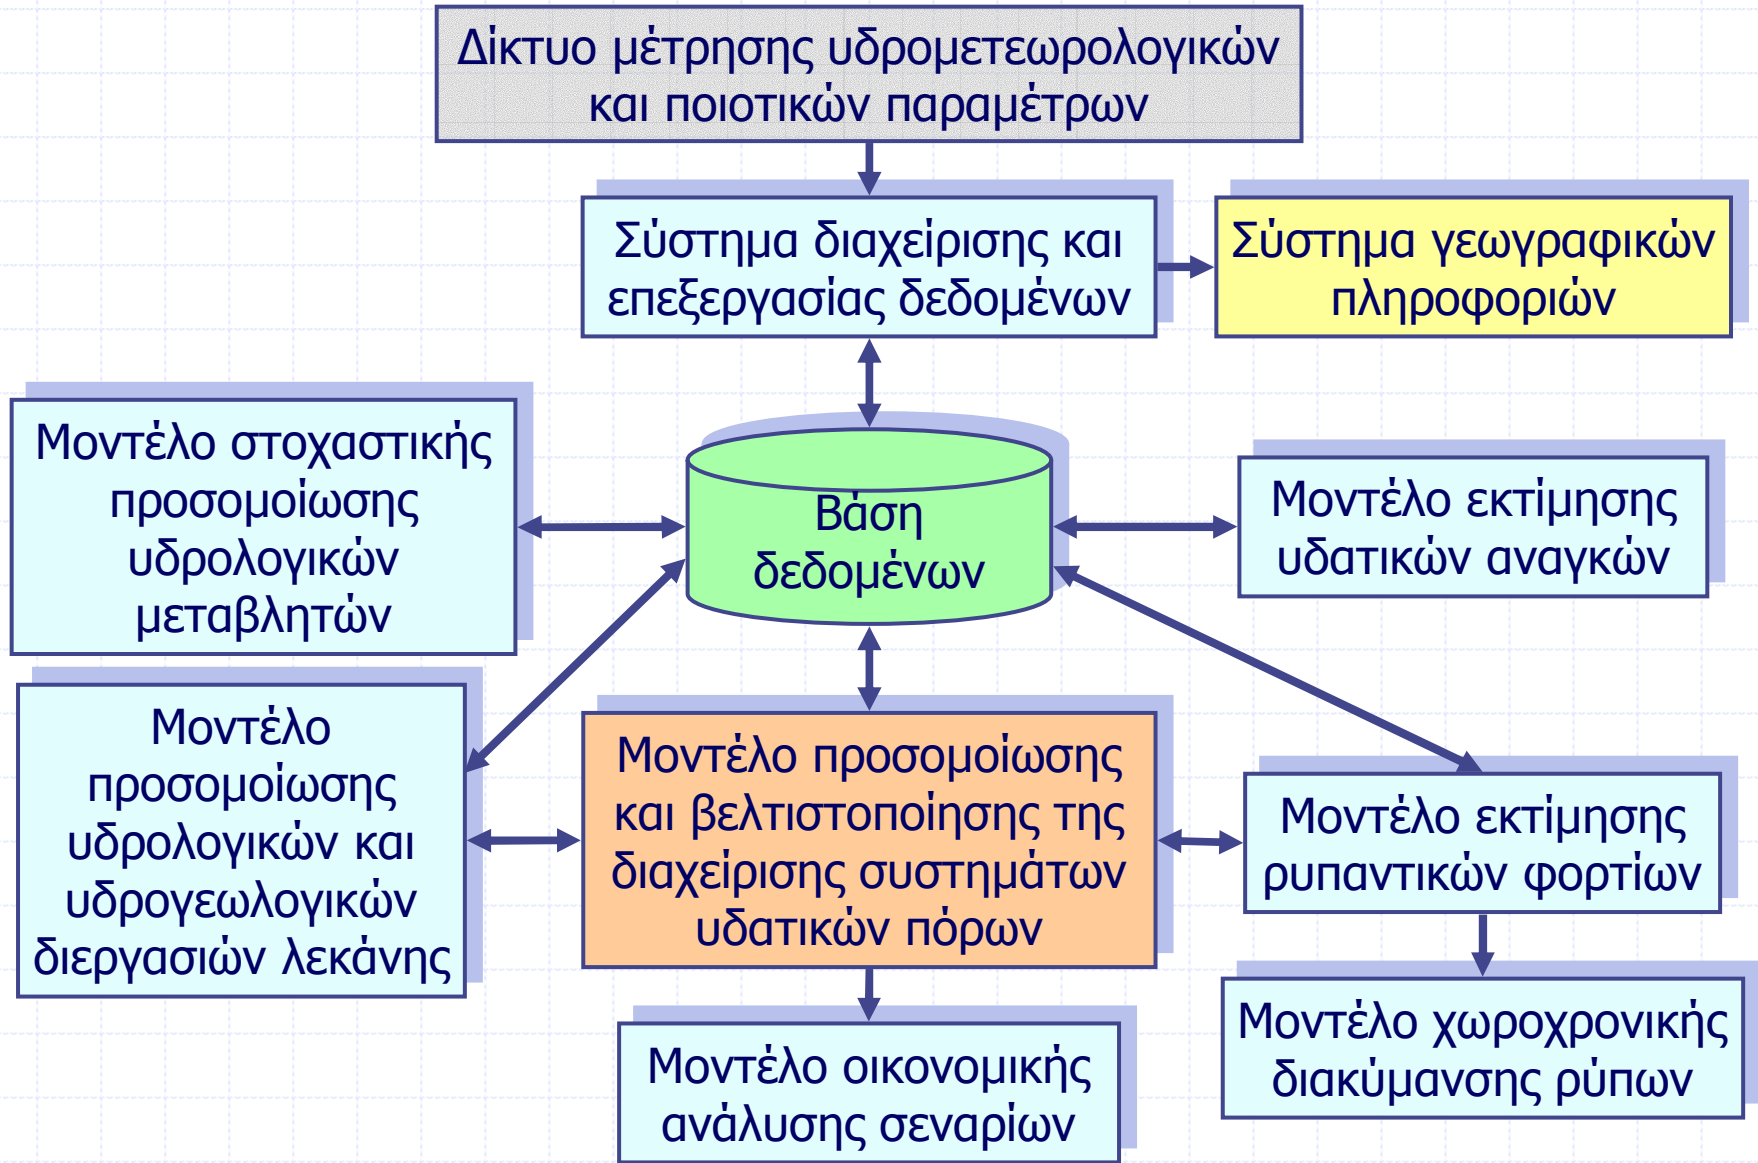 Δίκτυο μέτρησης υδρομετεωρολογικών
και ποιοτικών παραμέτρων
Σύστημα διαχείρισης και
επεξεργασίας δεδομένων
Σύστημα γεωγραφικών
πληροφοριών
Μοντέλο στοχαστικής
προσομοίωσης
υδρολογικών
μεταβλητών
Βάση
δεδομένων
Μοντέλο εκτίμησης
υδατικών αναγκών
Μοντέλο
προσομοίωσης
υδρολογικών και
υδρογεωλογικών
διεργασιών λεκάνης
Μοντέλο προσομοίωσης
και βελτιστοποίησης της
διαχείρισης συστημάτων
υδατικών πόρων
Μοντέλο εκτίμησης
ρυπαντικών φορτίων
Μοντέλο οικονομικής
ανάλυσης σεναρίων
Μοντέλο χωροχρονικής
διακύμανσης ρύπων